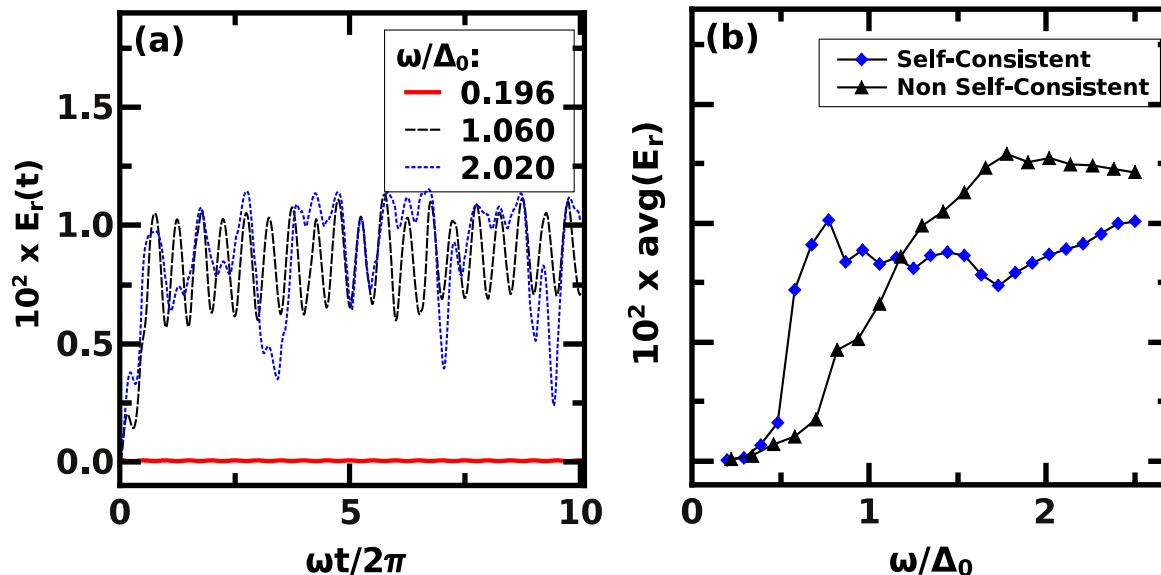 (a)
ω/Δ₀:
0.196
1.060
2.020
10² x Eᵣ(t)
1.5
1.0
0.5
0.0
0
5
10
ωt/2π
(b)
Self-Consistent
Non Self-Consistent
10² x avg(Eᵣ)
0
1
2
ω/Δ₀